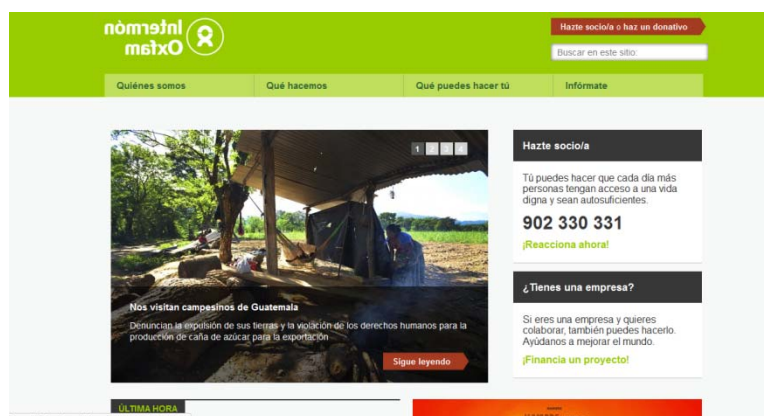 Intermón
Oxfam
Hazte socio/a o haz un donativo
Buscar en este sitio:
Quiénes somos
Qué hacemos
Qué puedes hacer tú
Infórmate
1 2 3 4
Nos visitan campesinos de Guatemala
Denuncian la expulsión de sus tierras y la violación de los derechos humanos para la
producción de caña de azúcar para la exportación
Sigue leyendo
Hazte socio/a
Tú puedes hacer que cada día más
personas tengan acceso a una vida
digna y sean autosuficientes.
902 330 331
¡Reacciona ahora!
¿Tienes una empresa?
Si eres una empresa y quieres
colaborar, también puedes hacerlo.
Ayúdanos a mejorar el mundo.
¡Financia un proyecto!
ÚLTIMA HORA